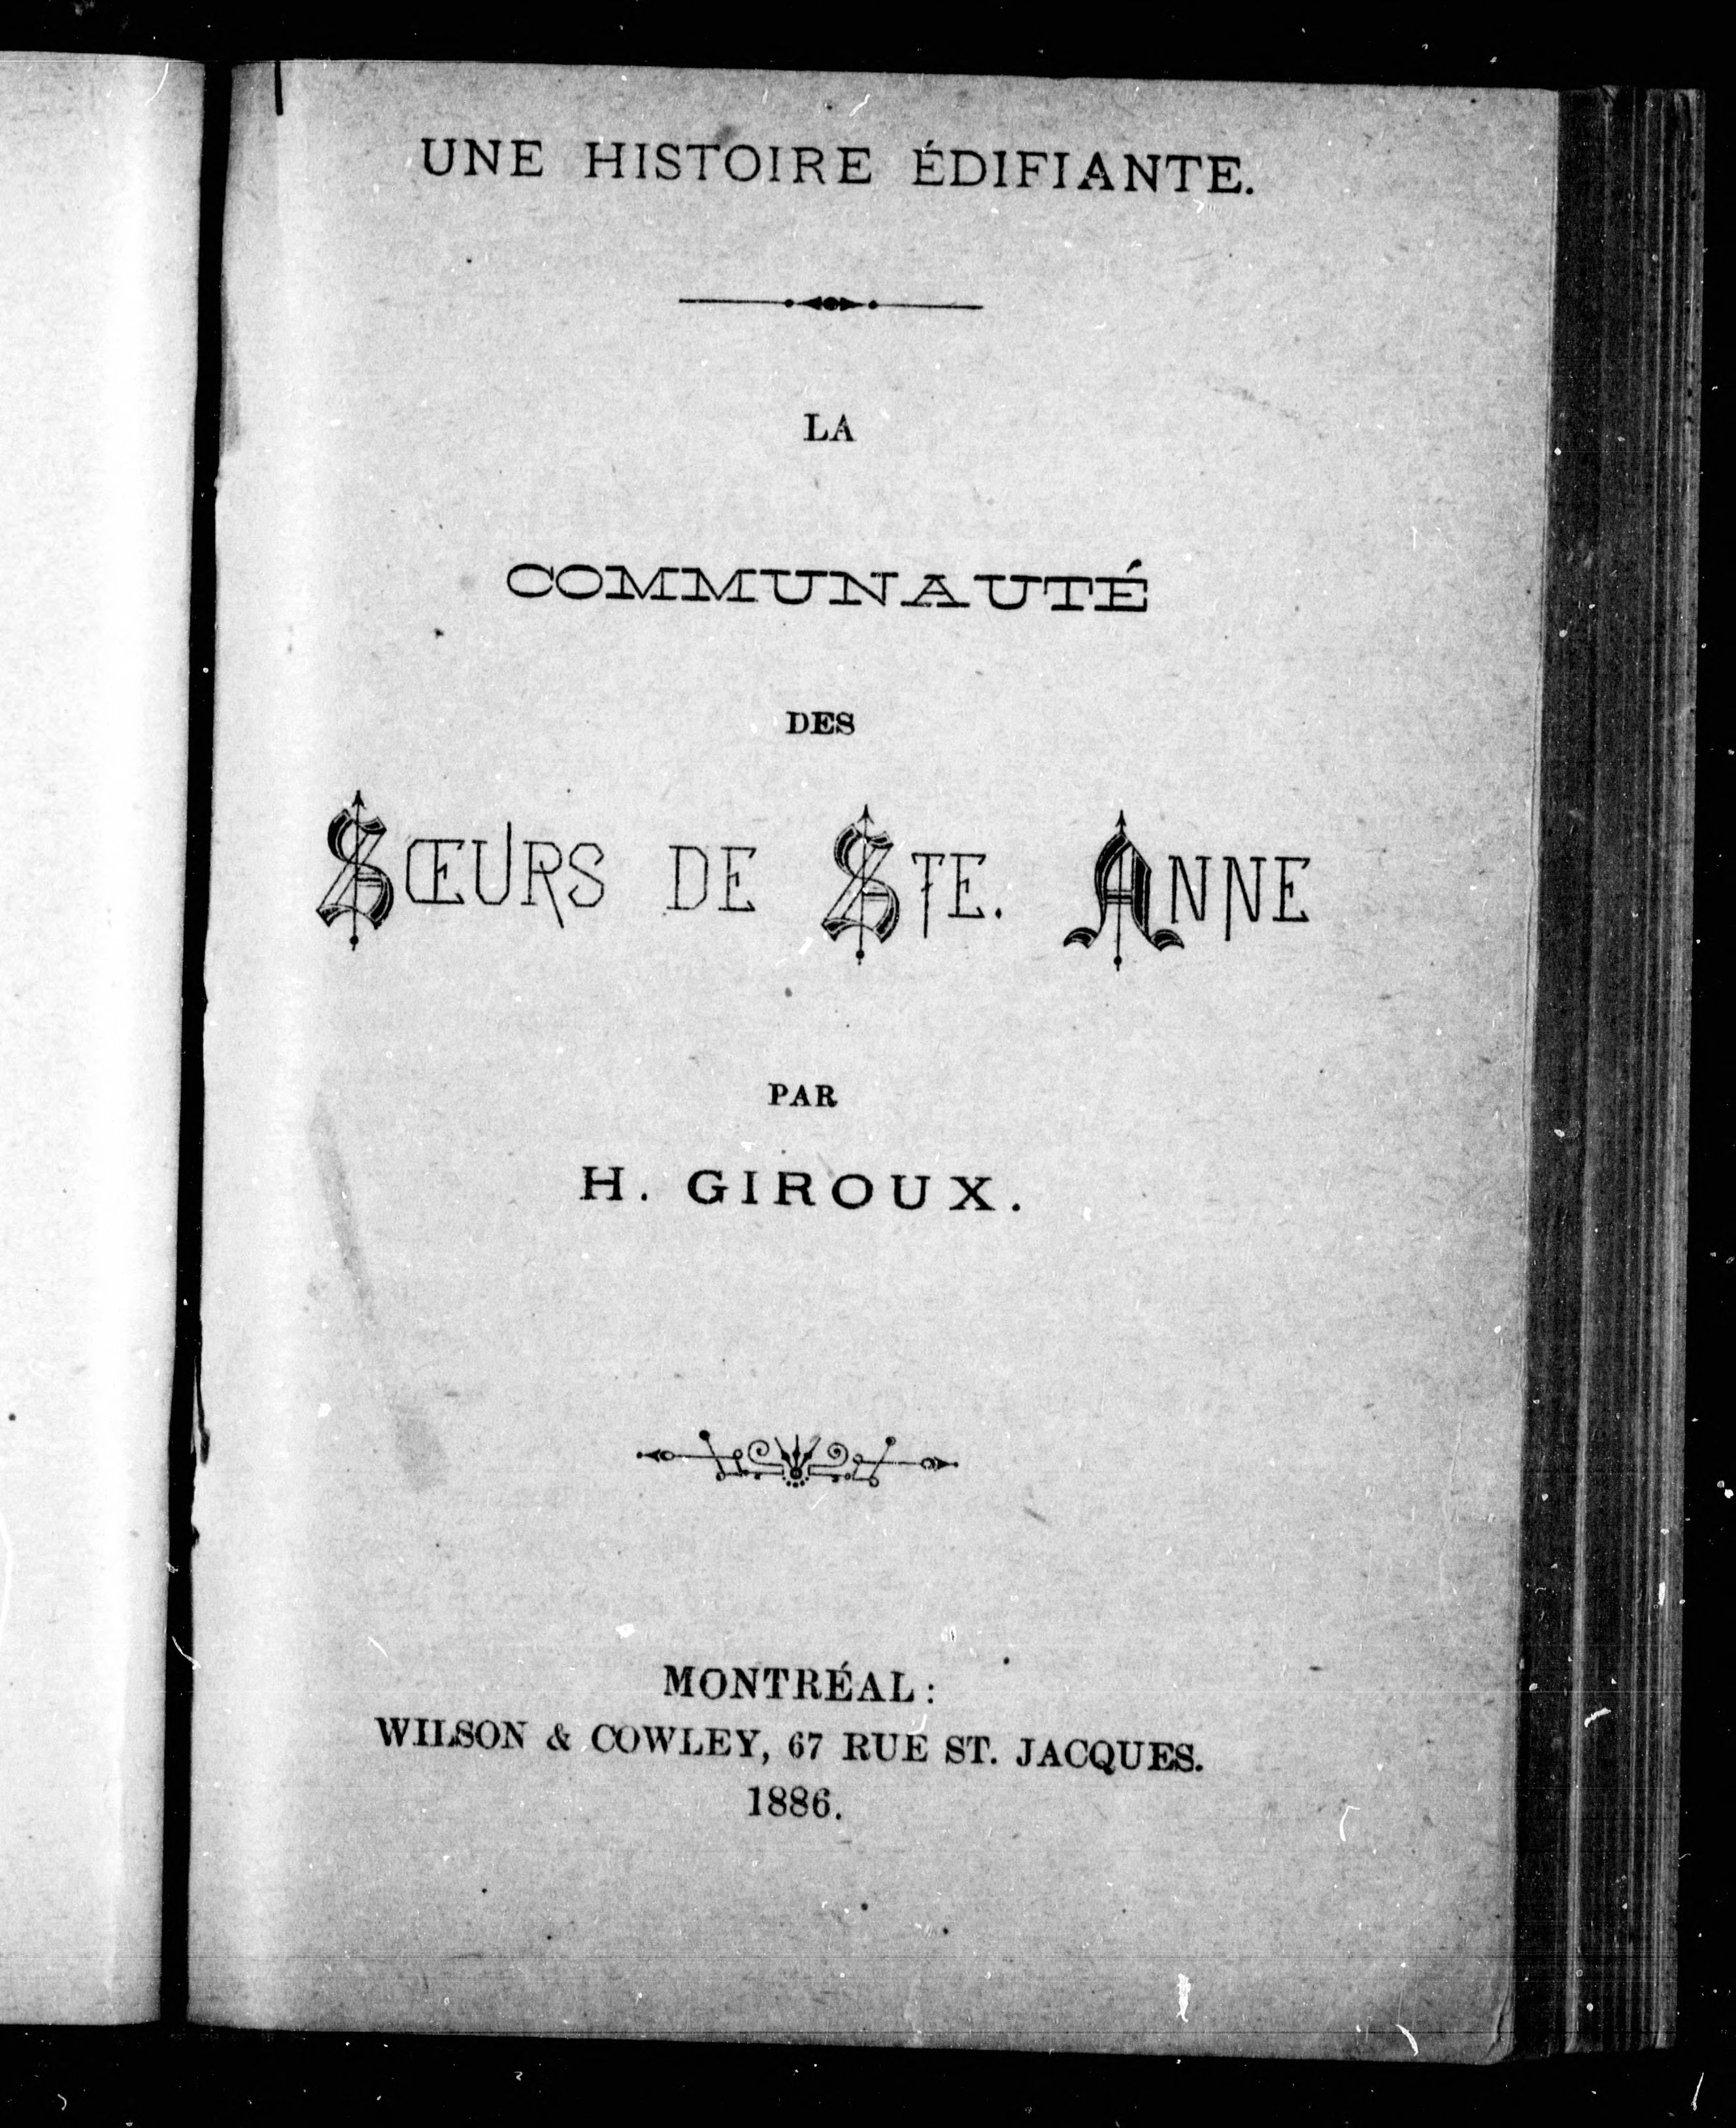 UNE HISTOIRE ÉDIFIANTE.
LA
COMMUNAUTÉ
DES
SŒURS DE STE. ANNE
PAR
H. GIROUX.
MONTRÉAL:
WILSON & COWLEY, 67 RUE ST. JACQUES.
1886.